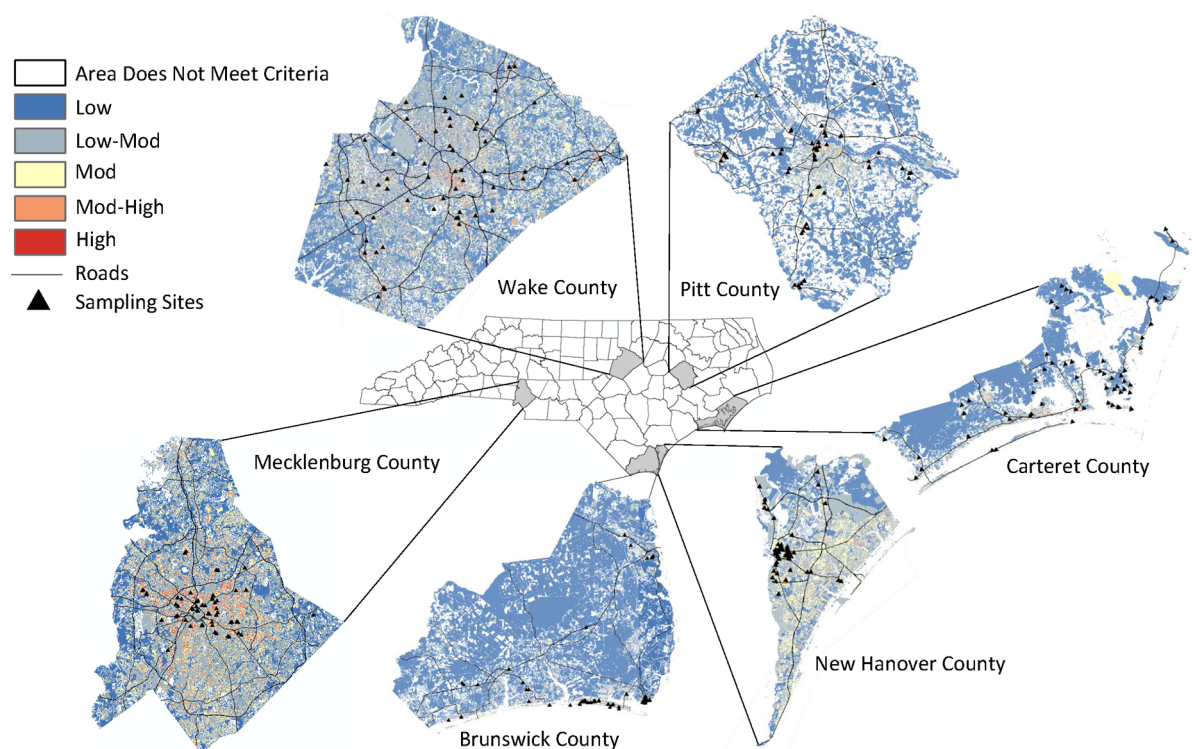 Area Does Not Meet Criteria
Low
Low-Mod
Mod
Mod-High
High
Roads
Sampling Sites
Wake County
Pitt County
Mecklenburg County
Carteret County
New Hanover County
Brunswick County